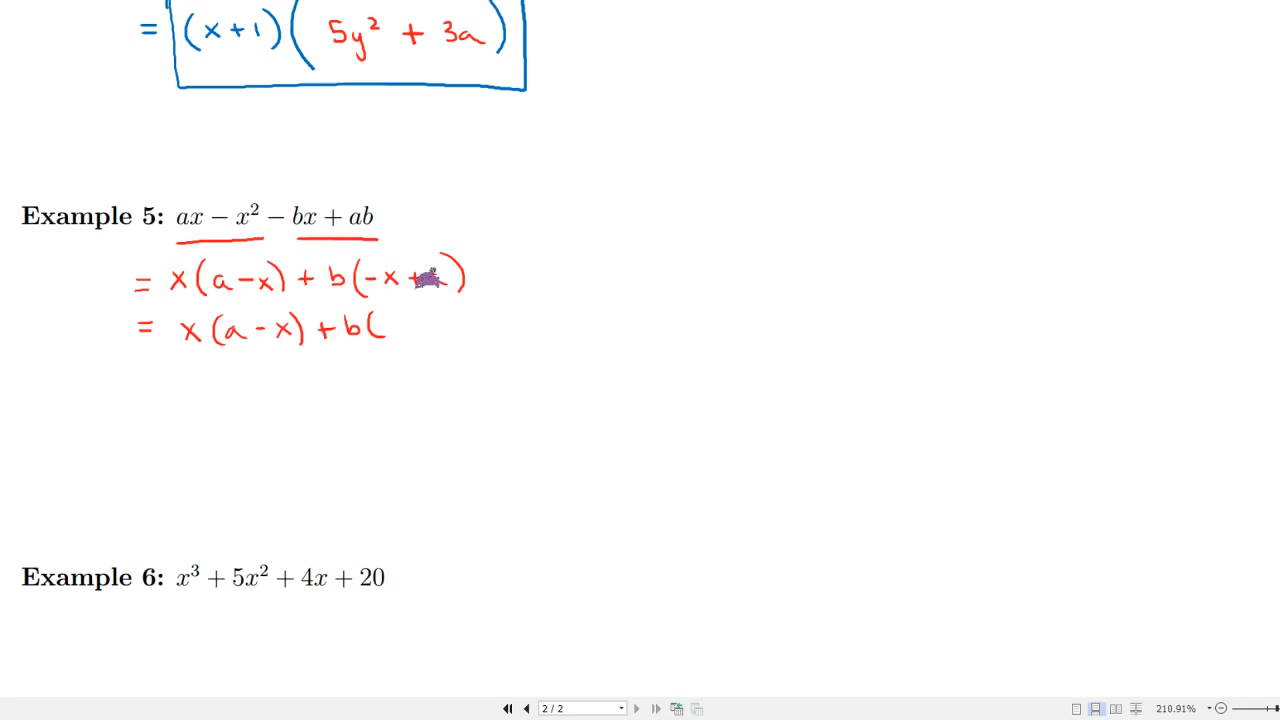 = (x+1)(5y² + 3a)
Example 5: ax − x² − bx + ab
= x(a−x) + b(−x +
= x(a−x) + b(
Example 6: x³ + 5x² + 4x + 20
2 / 2
210.91%